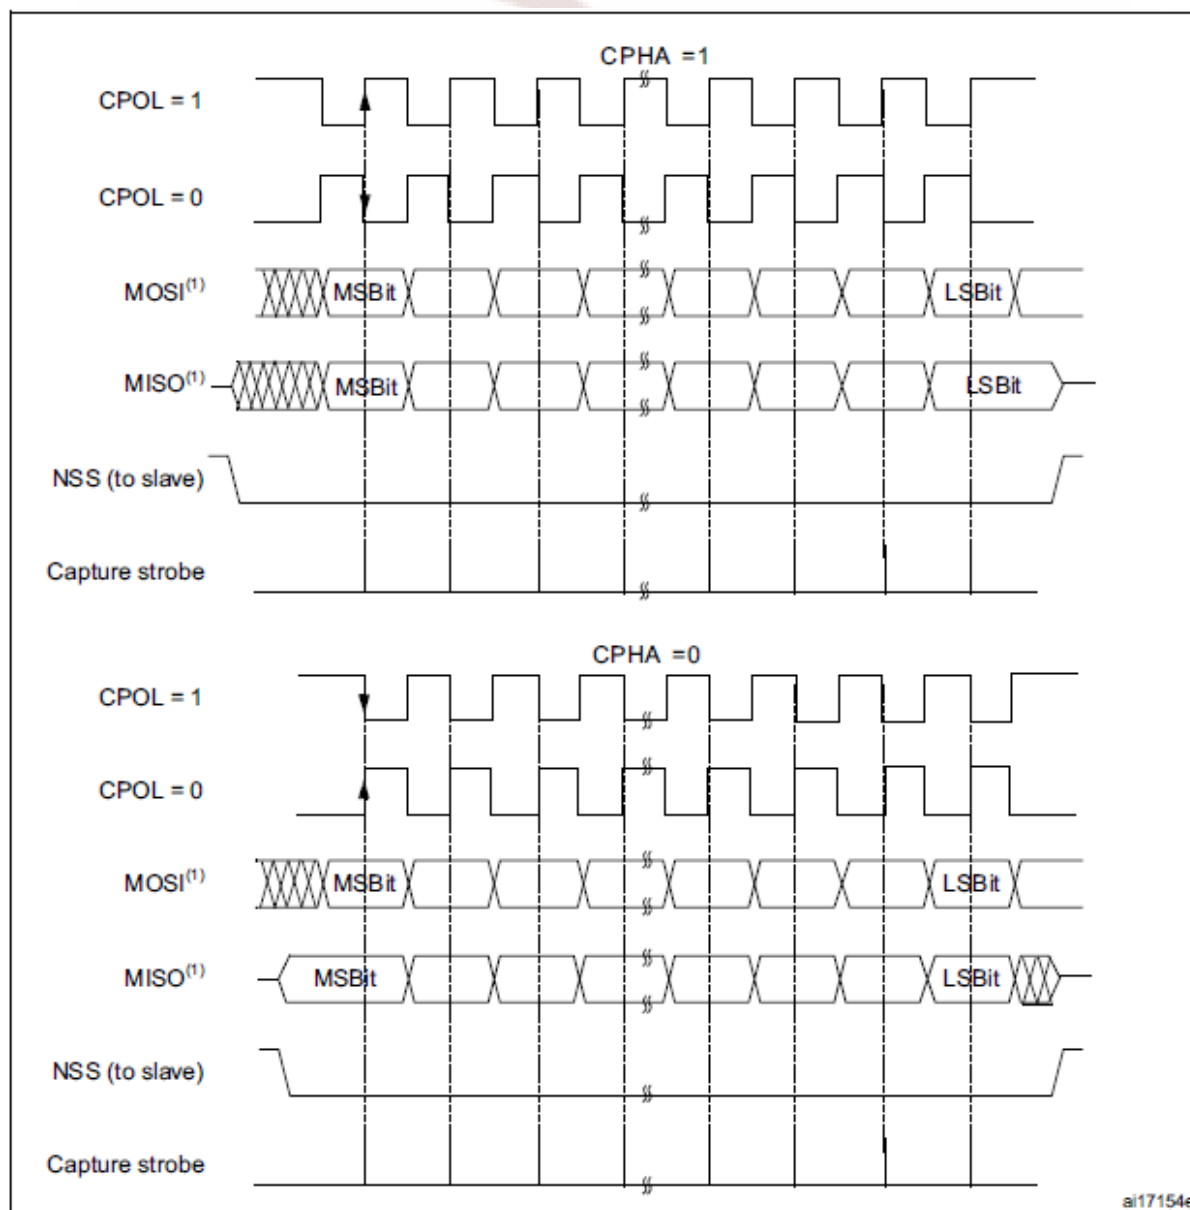 CPHA =1
CPOL = 1
CPOL = 0
MOSI(1) MSBit LSBit
MISO(1) MSBit LSBit
NSS (to slave)
Capture strobe
CPHA =0
CPOL = 1
CPOL = 0
MOSI(1) MSBit LSBit
MISO(1) MSBit LSBit
NSS (to slave)
Capture strobe
ai17154e